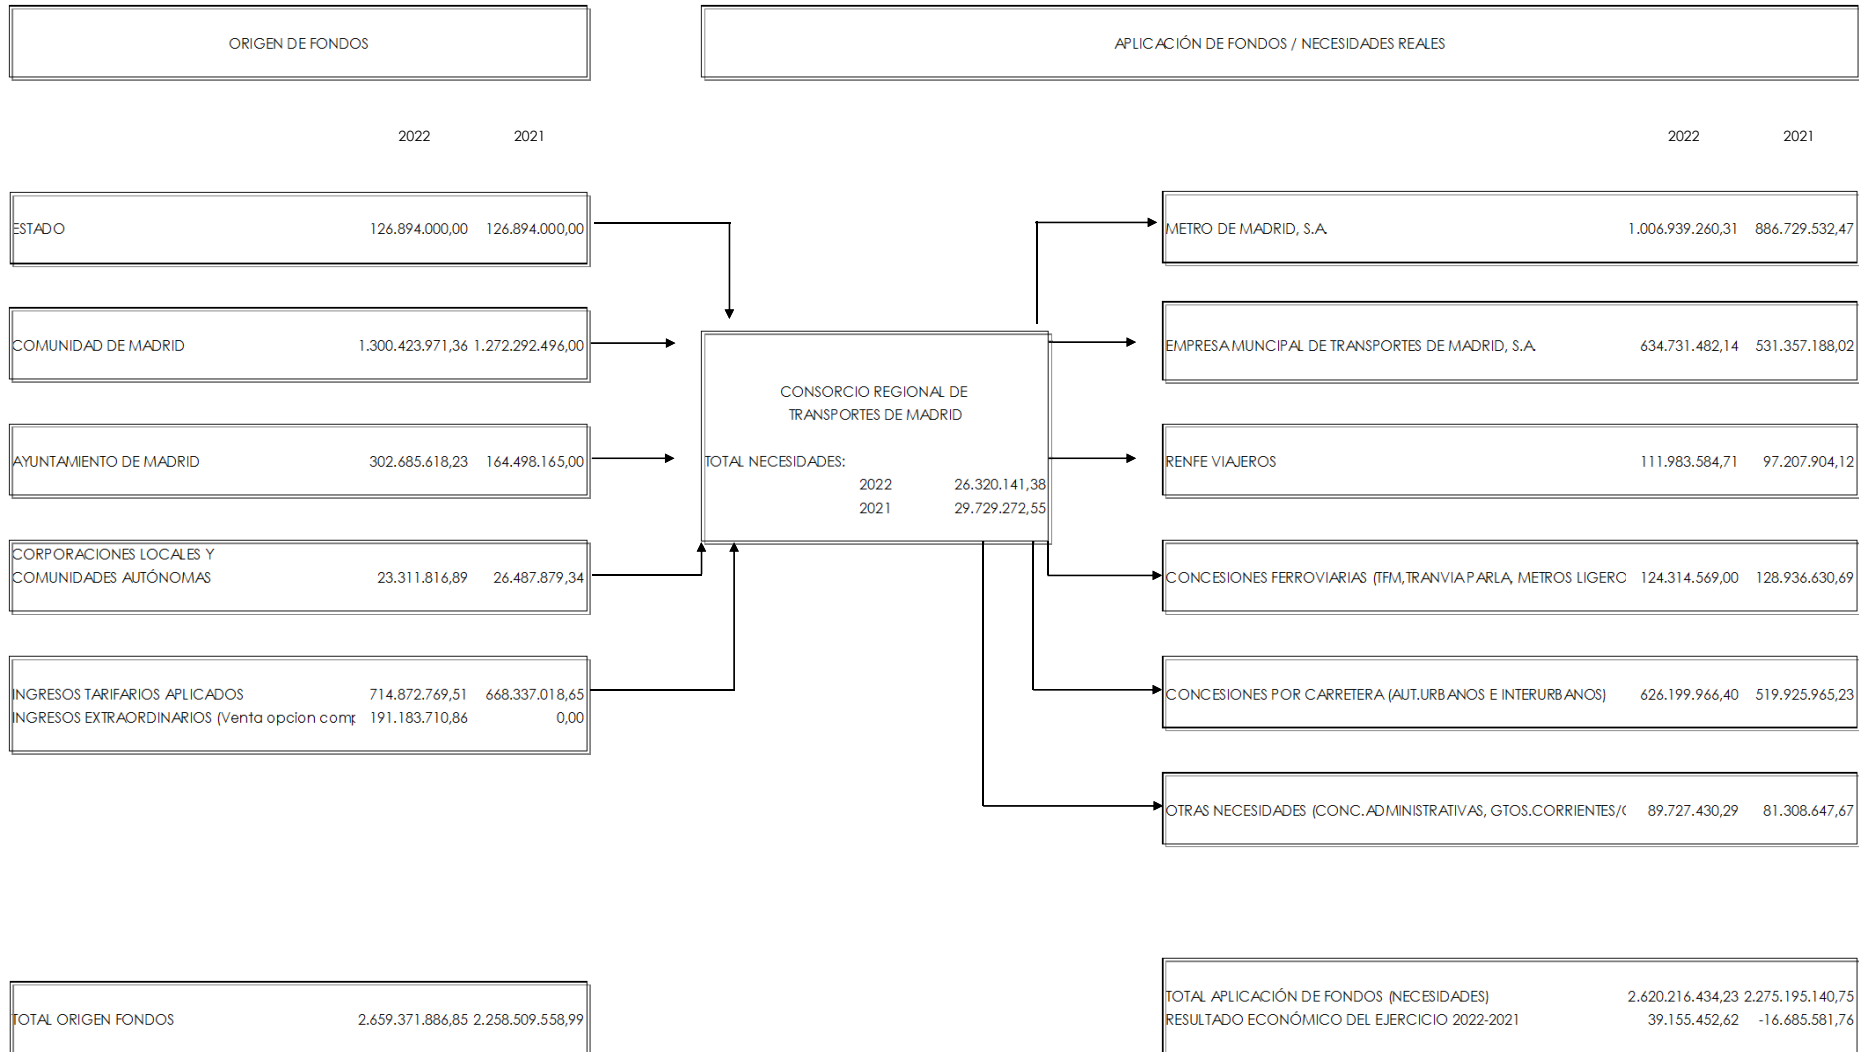 ORIGEN DE FONDOS
APLICACIÓN DE FONDOS / NECESIDADES REALES
2022 2021
2022 2021
ESTADO 126.894.000,00 126.894.000,00
METRO DE MADRID, S.A. 1.006.939.260,31 886.729.532,47
COMUNIDAD DE MADRID 1.300.423.971,36 1.272.292.496,00
EMPRESA MUNCIPAL DE TRANSPORTES DE MADRID, S.A. 634.731.482,14 531.357.188,02
CONSORCIO REGIONAL DE
TRANSPORTES DE MADRID
AYUNTAMIENTO DE MADRID 302.685.618,23 164.498.165,00
TOTAL NECESIDADES:
2022 26.320.141,38
2021 29.729.272,55
RENFE VIAJEROS 111.983.584,71 97.207.904,12
CORPORACIONES LOCALES Y
COMUNIDADES AUTÓNOMAS 23.311.816,89 26.487.879,34
CONCESIONES FERROVIARIAS (TFM,TRANVIA PARLA, METROS LIGERO 124.314.569,00 128.936.630,69
INGRESOS TARIFARIOS APLICADOS 714.872.769,51 668.337.018,65
INGRESOS EXTRAORDINARIOS (Venta opcion comp 191.183.710,86 0,00
CONCESIONES POR CARRETERA (AUT.URBANOS E INTERURBANOS) 626.199.966,40 519.925.965,23
OTRAS NECESIDADES (CONC.ADMINISTRATIVAS, GTOS.CORRIENTES/ 89.727.430,29 81.308.647,67
TOTAL ORIGEN FONDOS 2.659.371.886,85 2.258.509.558,99
TOTAL APLICACIÓN DE FONDOS (NECESIDADES) 2.620.216.434,23 2.275.195.140,75
RESULTADO ECONÓMICO DEL EJERCICIO 2022-2021 39.155.452,62 -16.685.581,76